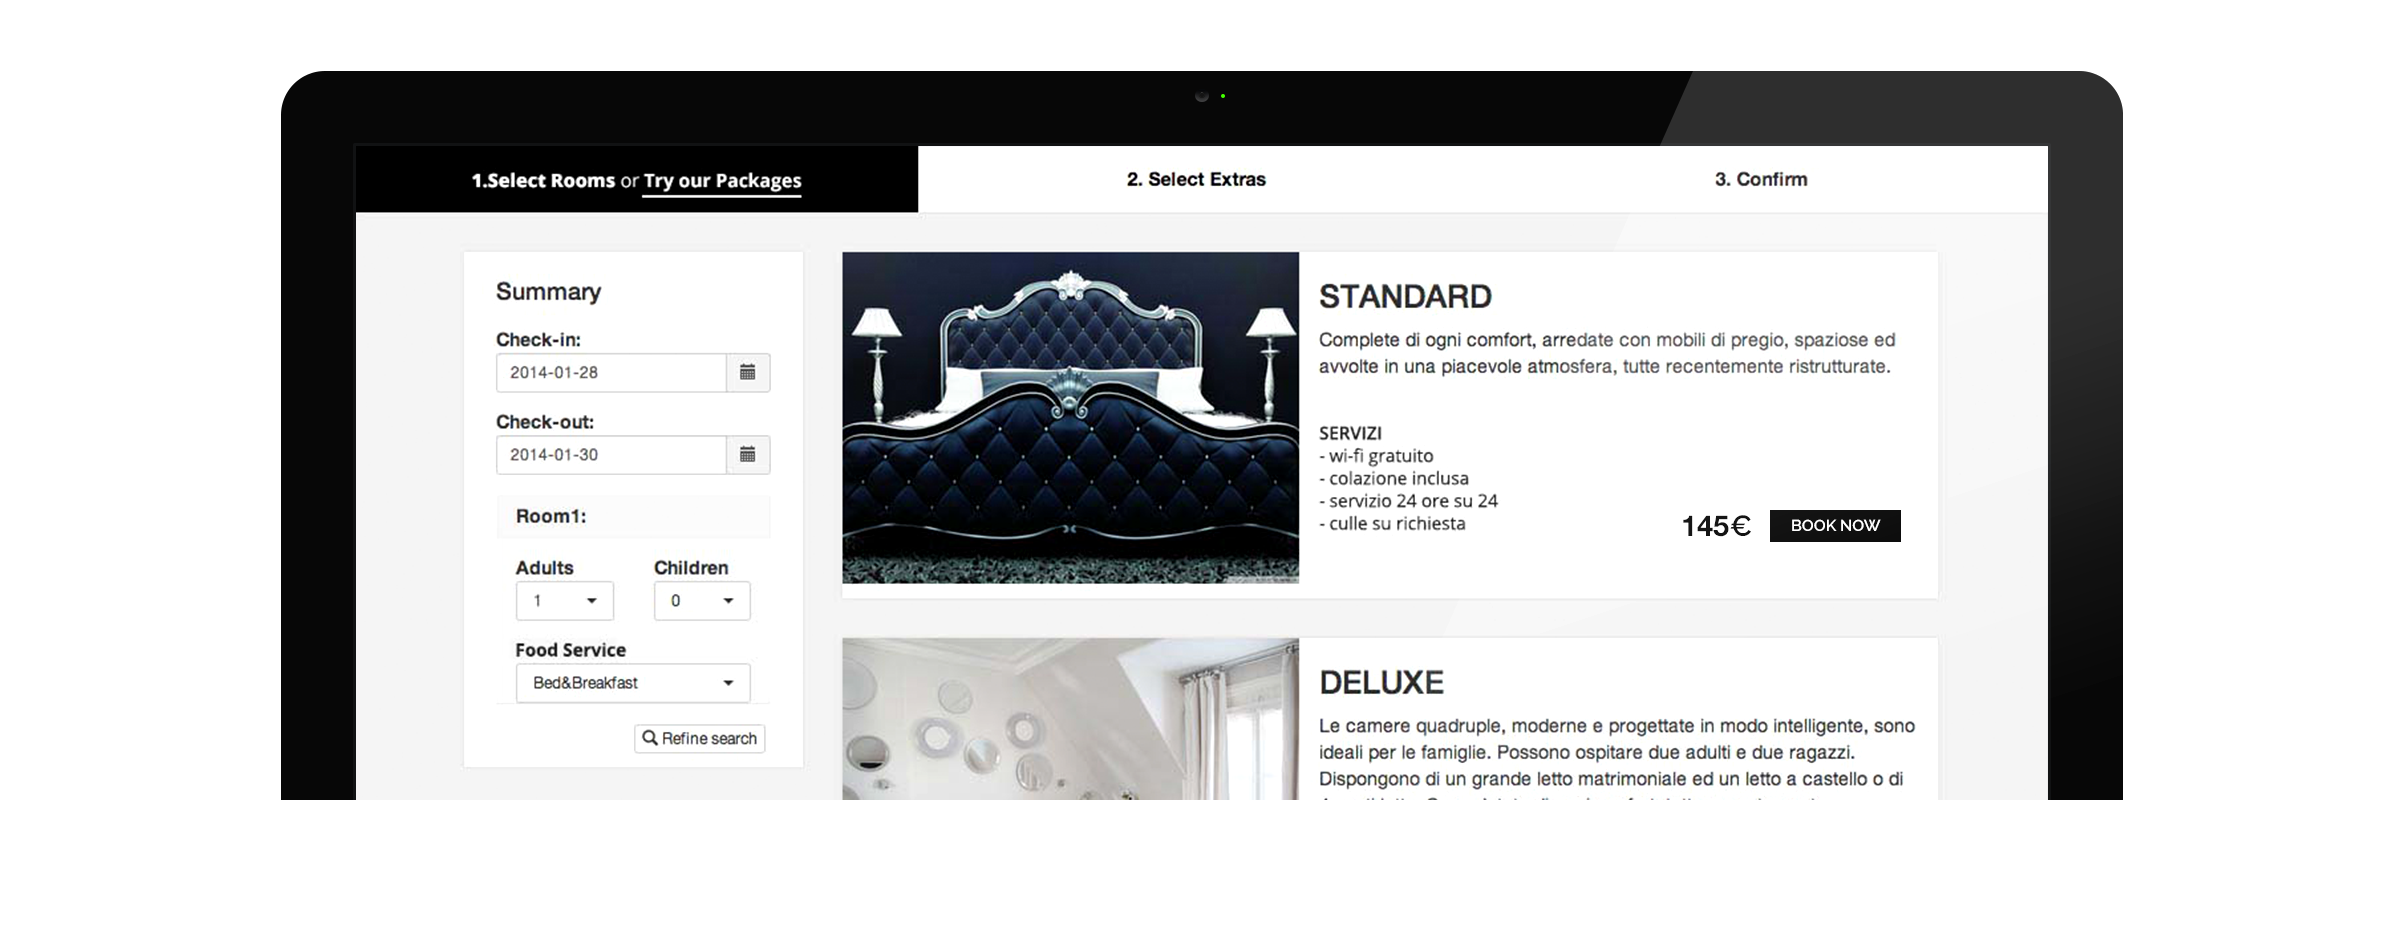 1.Select Rooms or Try our Packages
2. Select Extras
3. Confirm
Summary
Check-in:
2014-01-28
Check-out:
2014-01-30
Room1:
Adults
Children
1
0
Food Service
Bed&Breakfast
Refine search
STANDARD
Complete di ogni comfort, arredate con mobili di pregio, spaziose ed
avvolte in una piacevole atmosfera, tutte recentemente ristrutturate.
SERVIZI
- wi-fi gratuito
- colazione inclusa
- servizio 24 ore su 24
- culle su richiesta
145€
BOOK NOW
DELUXE
Le camere quadruple, moderne e progettate in modo intelligente, sono
ideali per le famiglie. Possono ospitare due adulti e due ragazzi.
Dispongono di un grande letto matrimoniale ed un letto a castello o di